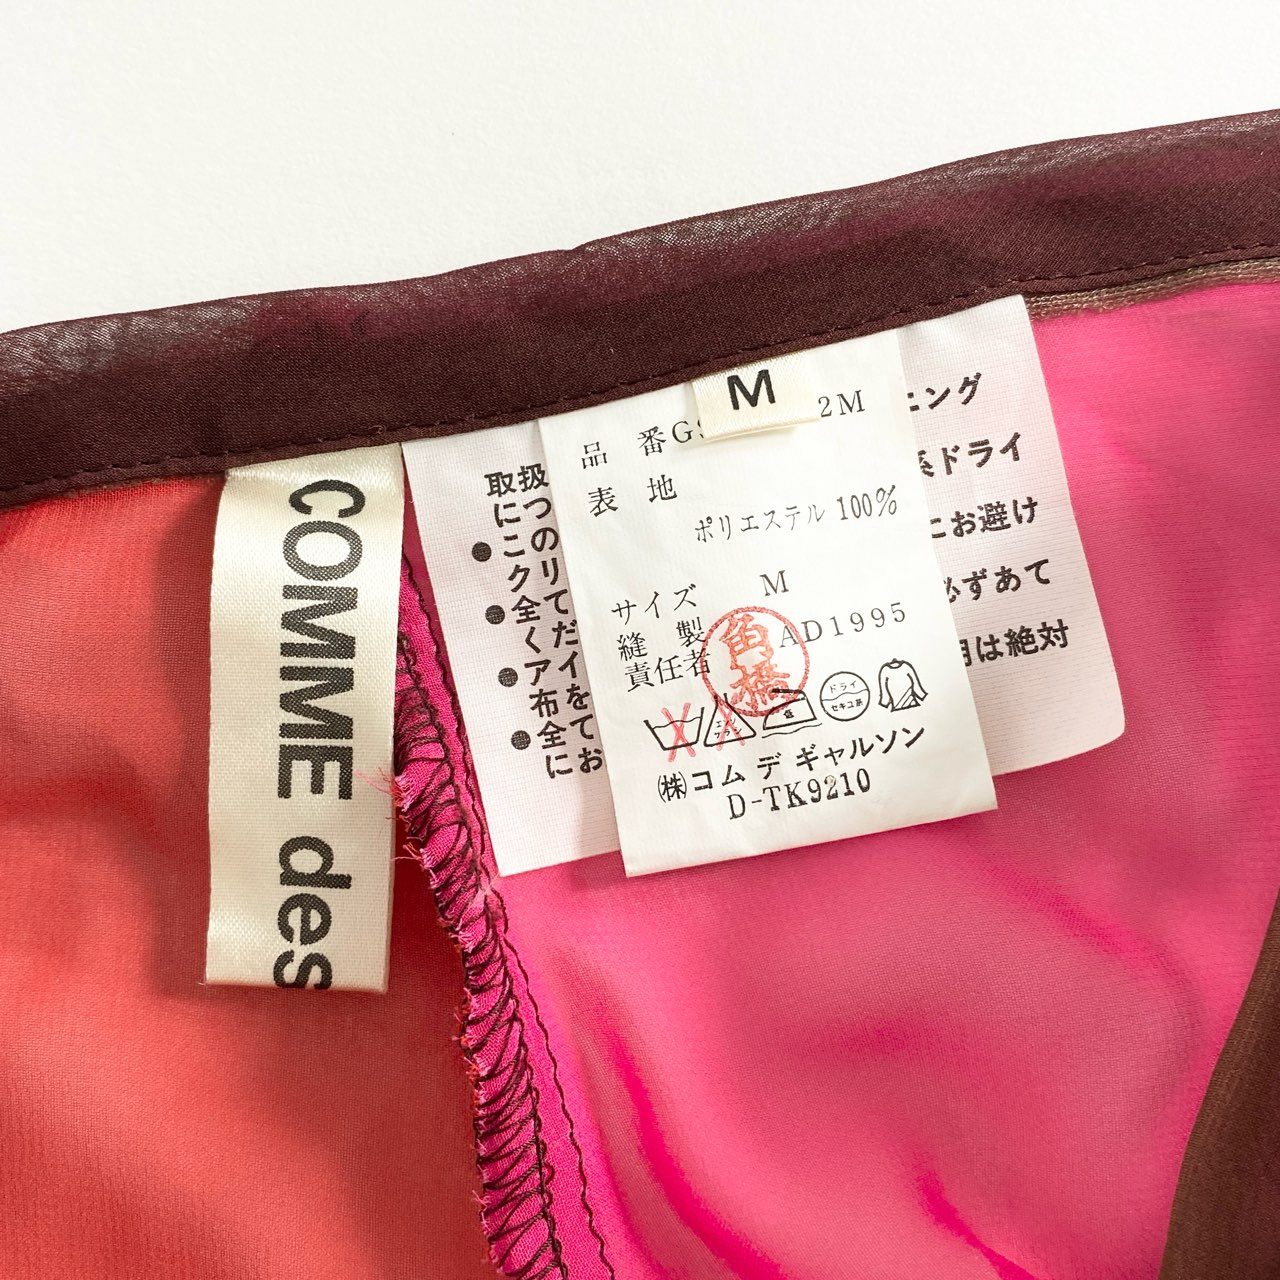 COMME des
M
品 番 G 2M
表 地
ポリエステル 100%
サイズ M
縫 製 AD1995
責任者
角橋
ドライ
セキユ系
(株)コム デ ギャルソン
D-TK9210
取扱
につ
●このリ
ク
●全て
くだ
●アイ
布を
●全て
にお
ニング
系ドライ
にお避け
必ずあて
用は絶対